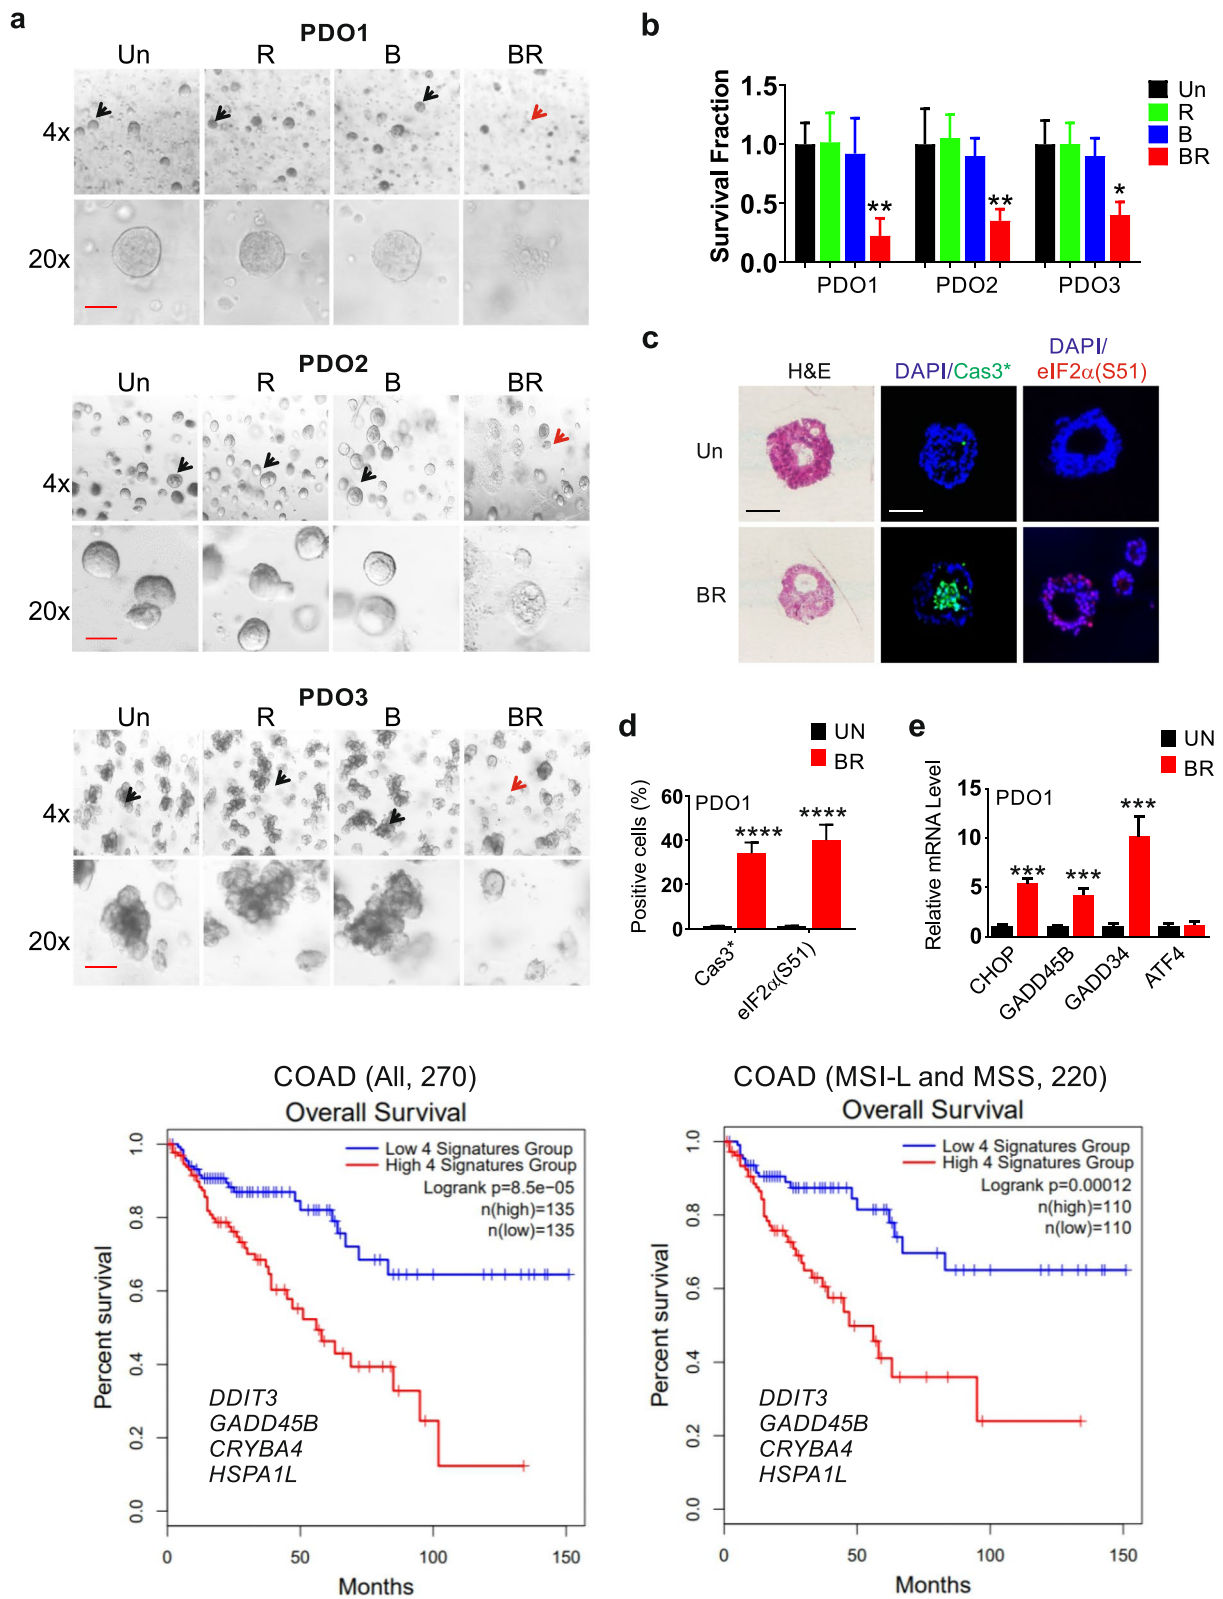 a
PDO1
Un R B BR
4x
20x
PDO2
Un R B BR
4x
20x
PDO3
Un R B BR
4x
20x
b
Survival Fraction
1.5
1.0
0.5
0.0
** ** *
PDO1 PDO2 PDO3
Un
R
B
BR
c
H&E DAPI/Cas3* DAPI/
eIF2α(S51)
Un
BR
d
UN
BR
Positive cells (%)
60
40
20
0
PDO1
**** ****
Cas3* eIF2α(S51)
e
UN
BR
Relative mRNA Level
15
10
5
0
PDO1
*** *** ***
CHOP GADD45B GADD34 ATF4
COAD (All, 270)
Overall Survival
Low 4 Signatures Group
High 4 Signatures Group
Logrank p=8.5e−05
n(high)=135
n(low)=135
Percent survival
1.0
0.8
0.6
0.4
0.2
0.0
DDIT3
GADD45B
CRYBA4
HSPA1L
0 50 100 150
Months
COAD (MSI-L and MSS, 220)
Overall Survival
Low 4 Signatures Group
High 4 Signatures Group
Logrank p=0.00012
n(high)=110
n(low)=110
Percent survival
1.0
0.8
0.6
0.4
0.2
0.0
DDIT3
GADD45B
CRYBA4
HSPA1L
0 50 100 150
Months